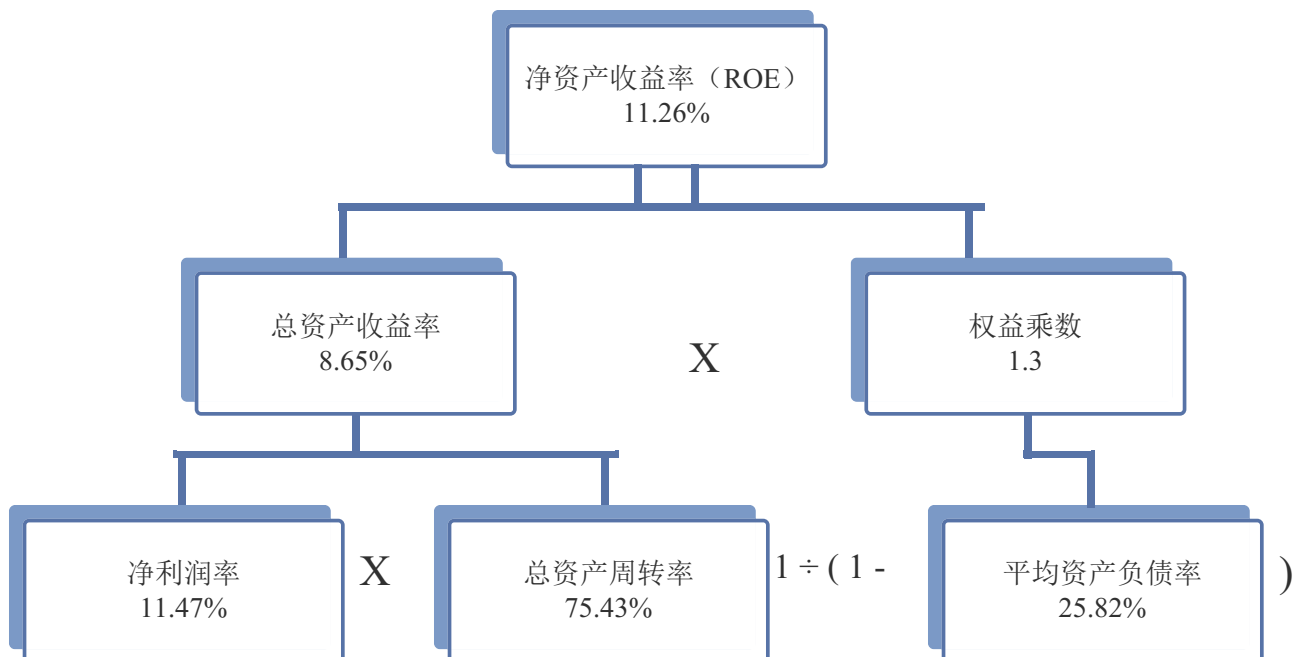 净资产收益率（ROE）
11.26%
总资产收益率
8.65%
X
权益乘数
1.3
净利润率
11.47%
X
总资产周转率
75.43%
1 ÷ ( 1 -
平均资产负债率
25.82%
)